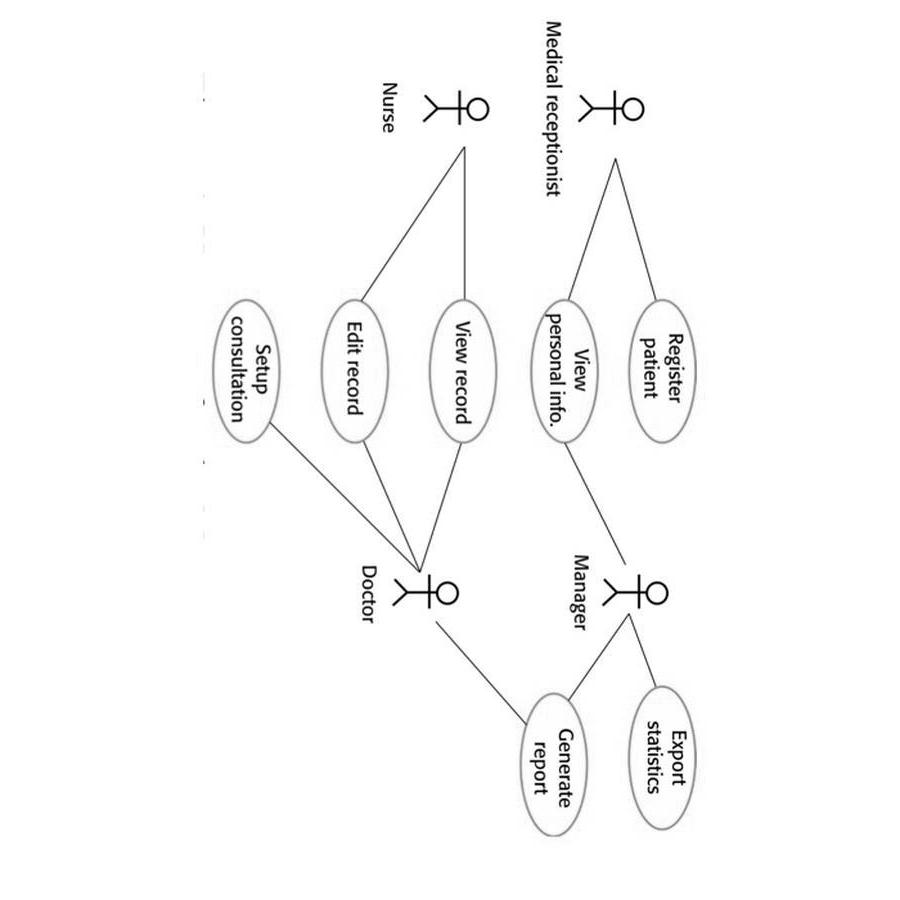 Register
patient
Export
statistics
Medical receptionist
View
personal info.
Manager
Generate
report
Nurse
View record
Edit record
Doctor
Setup
consultation